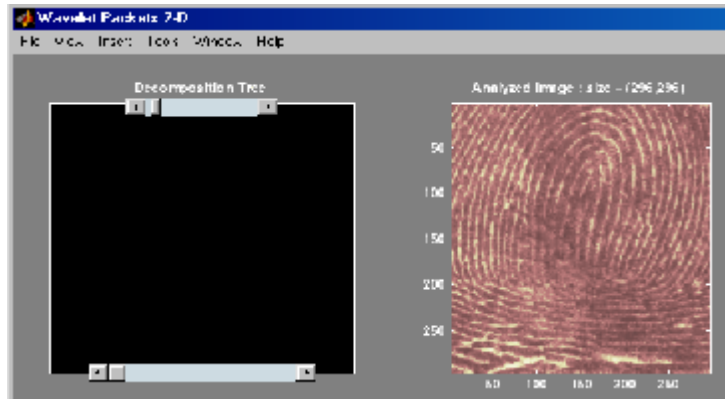 Wavelet Packets 2-D
File View Insert Tools Window Help
Decomposition Tree
Analyzed Image : size = (296,296)
50
100
150
200
250
50 100 150 200 250